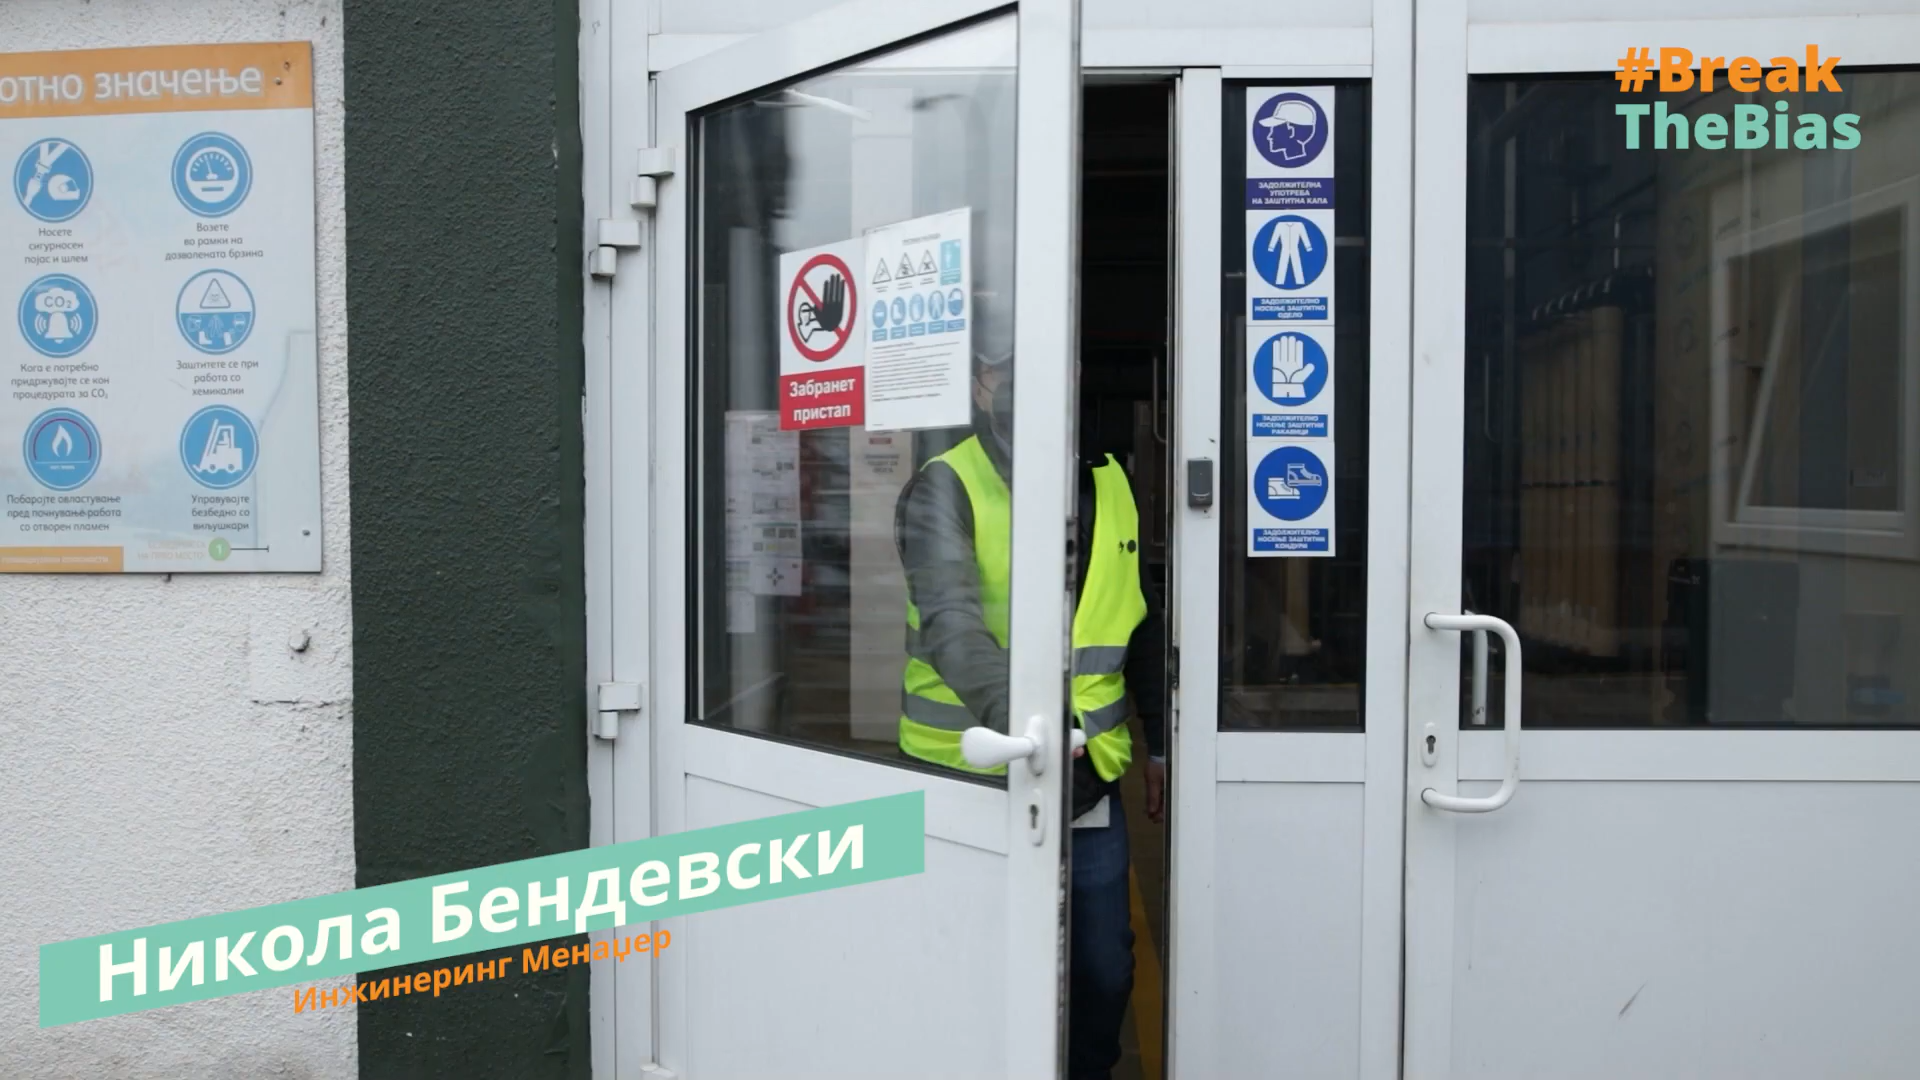 отно значење
Носете
сигурносен
појас и шлем
Возете
во рамки на
дозволената брзина
CO₂
Кога е потребно
придржувајте се кон
процедурата за CO₂
Заштитете се при
работа со
хемикалии
Побарајте овластување
пред почнување работа
со отворен пламен
Управувајте
безбедно со
виљушкари
1
Забранет
пристап
ЗАДОЛЖИТЕЛНА
УПОТРЕБА
НА ЗАШТИТНА КАПА
ЗАДОЛЖИТЕЛНО
НОСЕЊЕ ЗАШТИТНО
ОДЕЛО
ЗАДОЛЖИТЕЛНО
НОСЕЊЕ ЗАШТИТНИ
РАКАВИЦИ
ЗАДОЛЖИТЕЛНО
НОСЕЊЕ ЗАШТИТНИ
КОНДУРИ
#Break
TheBias
Никола Бендевски
Инжинеринг Менаџер